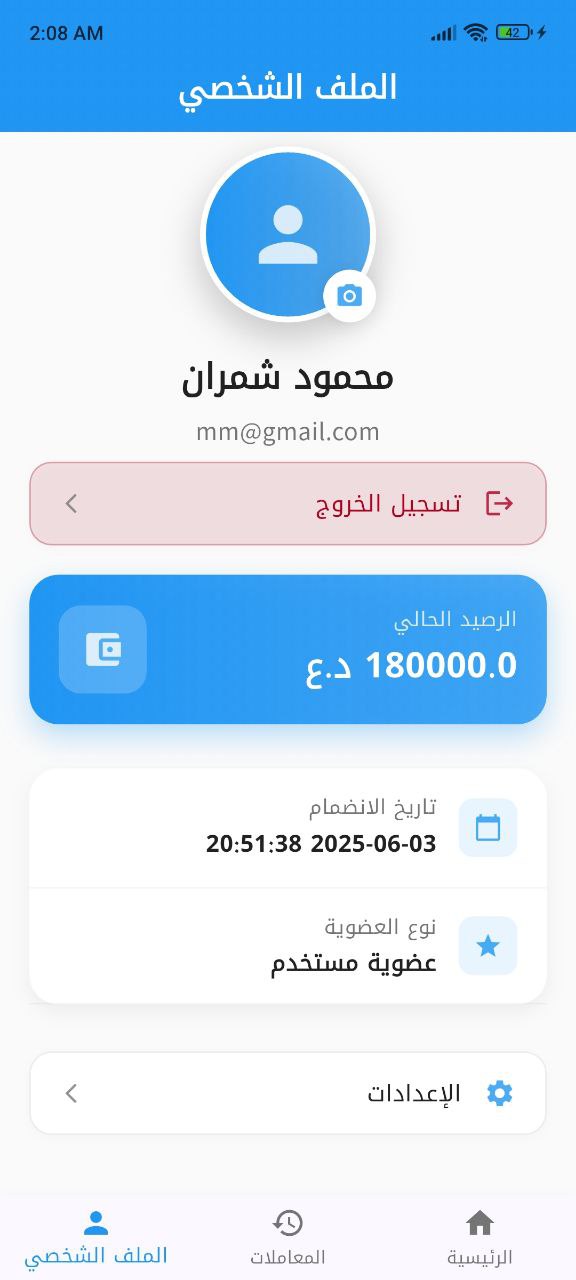 2:08 AM 42
الملف الشخصي
محمود شمران
mm@gmail.com
تسجيل الخروج
الرصيد الحالي
180000.0 د.ع
تاريخ الانضمام
2025-06-03 20:51:38
نوع العضوية
عضوية مستخدم
الإعدادات
الرئيسية
المعاملات
الملف الشخصي